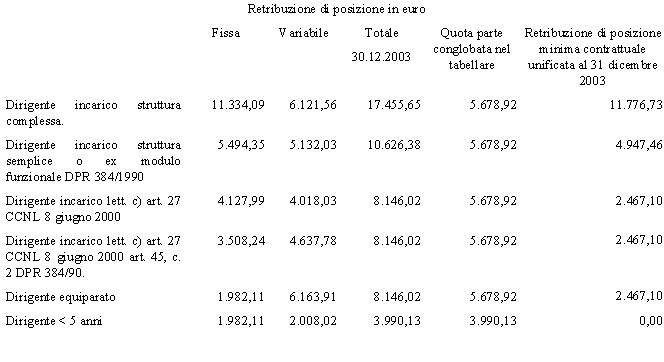 Retribuzione di posizione in euro
Fissa Variabile Totale Quota parte Retribuzione di posizione
30.12.2003 conglobata nel minima contrattuale
tabellare unificata al 31 dicembre
2003
Dirigente incarico struttura 11.334,09 6.121,56 17.455,65 5.678,92 11.776,73
complessa.
Dirigente incarico struttura 5.494,35 5.132,03 10.626,38 5.678,92 4.947,46
semplice o ex modulo
funzionale DPR 384/1990
Dirigente incarico lett. c) art. 27 4.127,99 4.018,03 8.146,02 5.678,92 2.467,10
CCNL 8 giugno 2000
Dirigente incarico lett. c) art. 27 3.508,24 4.637,78 8.146,02 5.678,92 2.467,10
CCNL 8 giugno 2000 art. 45, c.
2 DPR 384/90.
Dirigente equiparato 1.982,11 6.163,91 8.146,02 5.678,92 2.467,10
Dirigente < 5 anni 1.982,11 2.008,02 3.990,13 3.990,13 0,00